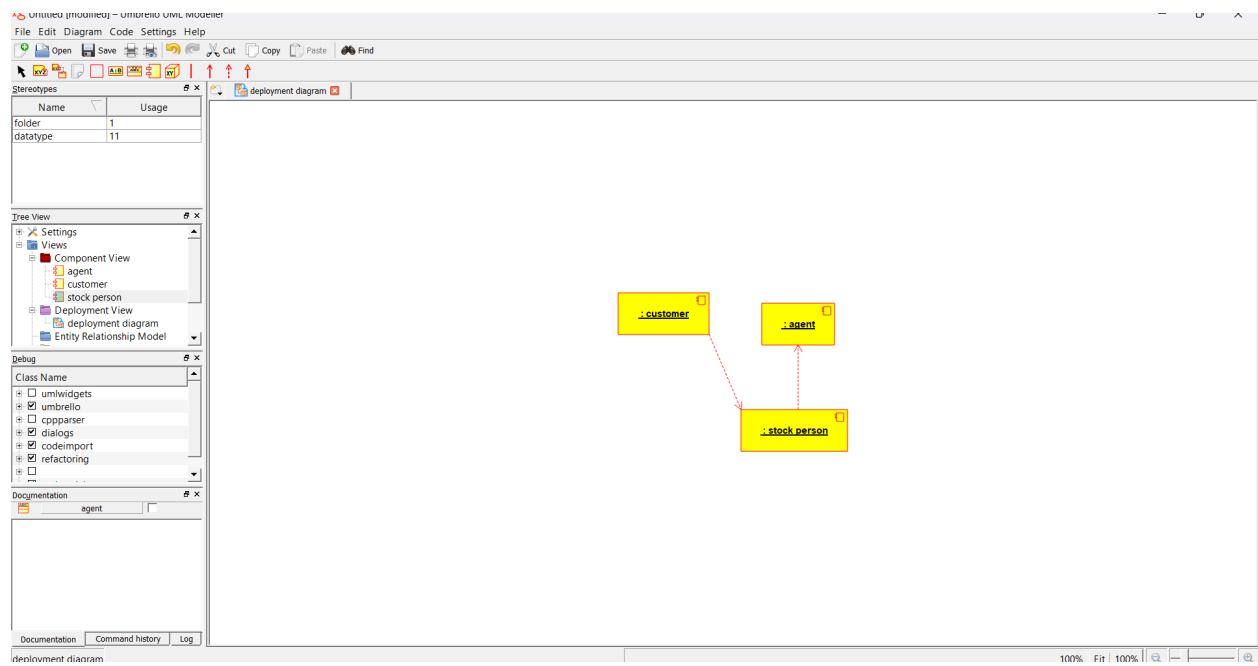 Untitled [modified] – Umbrello UML Modeller
File Edit Diagram Code Settings Help
Open Save Cut Copy Paste Find
Stereotypes
deployment diagram
Name Usage
folder 1
datatype 11
Tree View
Settings
Views
Component View
agent
customer
stock person
Deployment View
deployment diagram
Entity Relationship Model
: customer
: agent
: stock person
Debug
Class Name
umlwidgets
umbrello
cppparser
dialogs
codeimport
refactoring
Documentation
agent
Documentation Command history Log
deployment diagram
100% Fit 100%